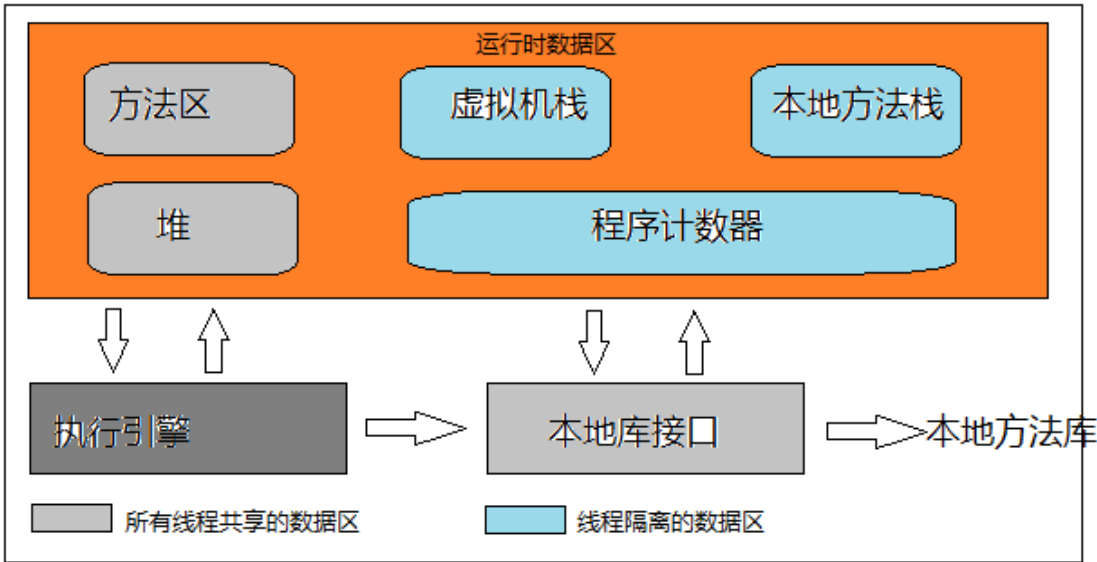 运行时数据区
方法区
虚拟机栈
本地方法栈
堆
程序计数器
执行引擎
本地库接口
本地方法库
所有线程共享的数据区
线程隔离的数据区